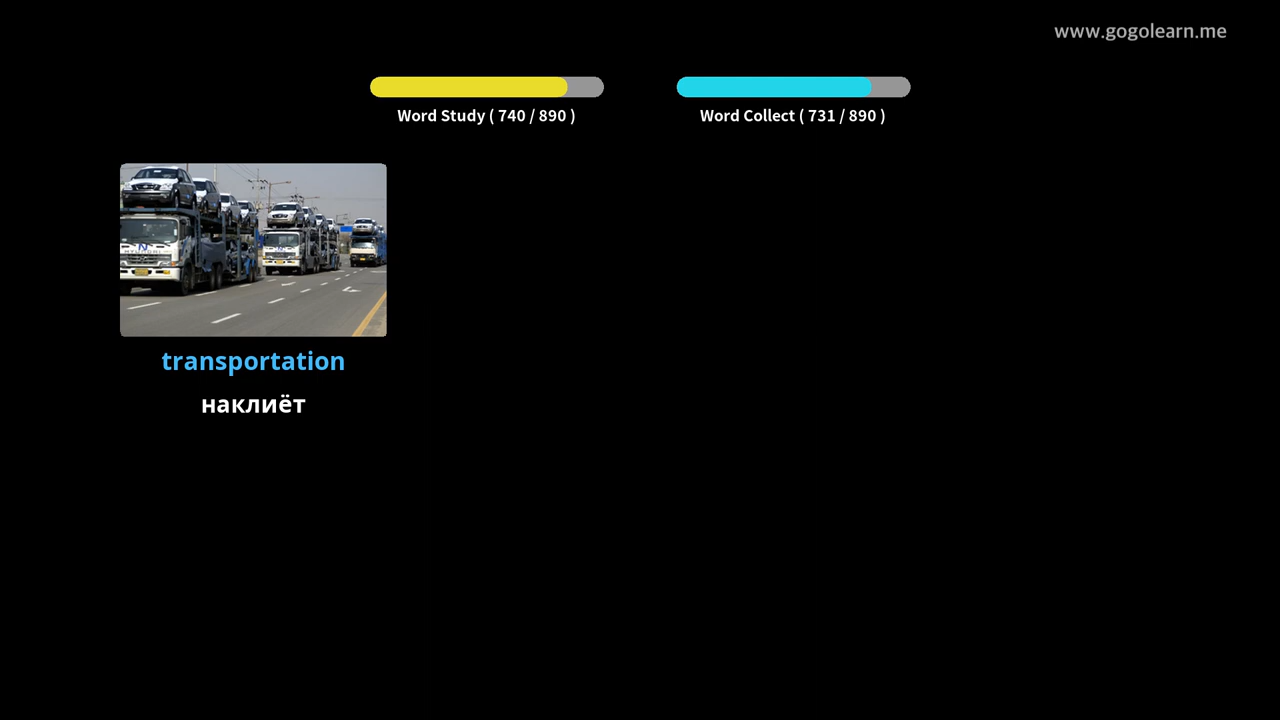 www.gogolearn.me
Word Study ( 740 / 890 )
Word Collect ( 731 / 890 )
transportation
наклиёт